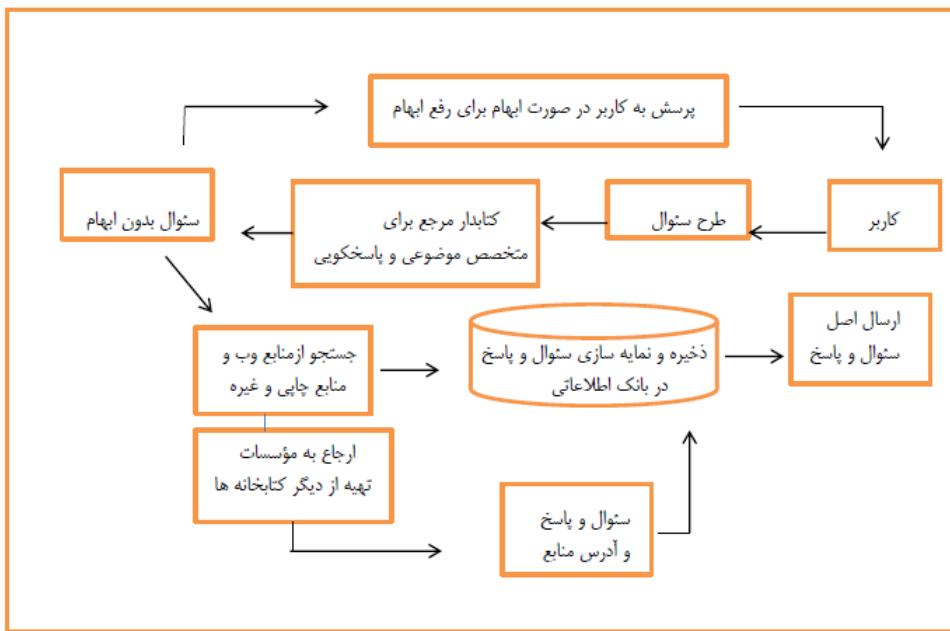 پرسش به کاربر در صورت ابهام برای رفع ابهام
کاربر
طرح سئوال
کتابدار مرجع برای
متخصص موضوعی و پاسخگویی
سئوال بدون ابهام
ارسال اصل
سئوال و پاسخ
ذخیره و نمایه سازی سئوال و پاسخ
در بانک اطلاعاتی
جستجو ازمنابع وب و
منابع چاپی و غیره
ارجاع به مؤسسات
تهیه از دیگر کتابخانه ها
سئوال و پاسخ
و آدرس منابع